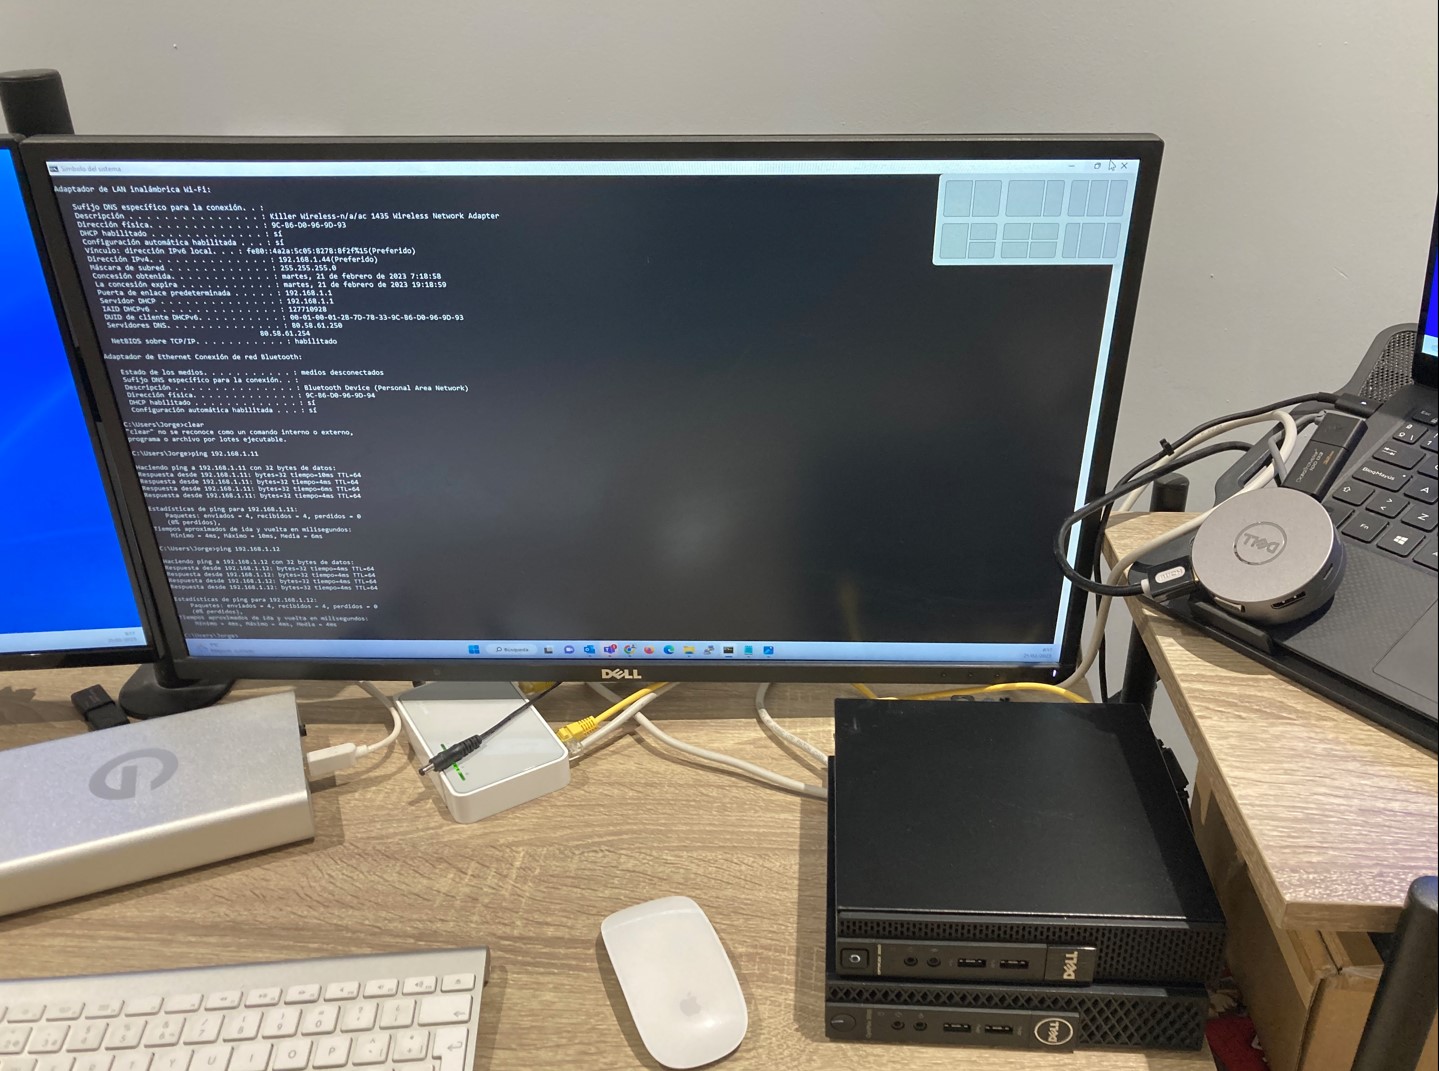 Símbolo del sistema
Adaptador de LAN inalámbrica Wi-Fi:
Sufijo DNS específico para la conexión. . :
Descripción . . . . . . . . . . . . . . . : Killer Wireless-n/a/ac 1435 Wireless Network Adapter
Dirección física. . . . . . . . . . . . . : 9C-B6-D0-96-9D-93
DHCP habilitado . . . . . . . . . . . . . : sí
Configuración automática habilitada . . . : sí
Vínculo: dirección IPv6 local. . . : fe80::4a2a:5c05:8278:8f2f%15(Preferido)
Dirección IPv4. . . . . . . . . . . . . . : 192.168.1.44(Preferido)
Máscara de subred . . . . . . . . . . . . : 255.255.255.0
Concesión obtenida. . . . . . . . . . . . : martes, 21 de febrero de 2023 7:18:58
La concesión expira . . . . . . . . . . . : martes, 21 de febrero de 2023 19:18:59
Puerta de enlace predeterminada . . . . . : 192.168.1.1
Servidor DHCP . . . . . . . . . . . . . . : 192.168.1.1
IAID DHCPv6 . . . . . . . . . . . . . . . : 127710928
DUID de cliente DHCPv6. . . . . . . . . . : 00-01-00-01-28-7D-78-33-9C-B6-D0-96-9D-93
Servidores DNS. . . . . . . . . . . . . . : 80.58.61.250
80.58.61.254
NetBIOS sobre TCP/IP. . . . . . . . . . . : habilitado
Adaptador de Ethernet Conexión de red Bluetooth:
Estado de los medios. . . . . . . . . . . : medios desconectados
Sufijo DNS específico para la conexión. . :
Descripción . . . . . . . . . . . . . . . : Bluetooth Device (Personal Area Network)
Dirección física. . . . . . . . . . . . . : 9C-B6-D0-96-9D-94
DHCP habilitado . . . . . . . . . . . . . : sí
Configuración automática habilitada . . . : sí
C:\Users\Jorge>clear
"clear" no se reconoce como un comando interno o externo,
programa o archivo por lotes ejecutable.
C:\Users\Jorge>ping 192.168.1.11
Haciendo ping a 192.168.1.11 con 32 bytes de datos:
Respuesta desde 192.168.1.11: bytes=32 tiempo=10ms TTL=64
Respuesta desde 192.168.1.11: bytes=32 tiempo=4ms TTL=64
Respuesta desde 192.168.1.11: bytes=32 tiempo=6ms TTL=64
Respuesta desde 192.168.1.11: bytes=32 tiempo=4ms TTL=64
Estadísticas de ping para 192.168.1.11:
Paquetes: enviados = 4, recibidos = 4, perdidos = 0
(0% perdidos),
Tiempos aproximados de ida y vuelta en milisegundos:
Mínimo = 4ms, Máximo = 10ms, Media = 6ms
C:\Users\Jorge>ping 192.168.1.12
Haciendo ping a 192.168.1.12 con 32 bytes de datos:
Respuesta desde 192.168.1.12: bytes=32 tiempo=4ms TTL=64
Respuesta desde 192.168.1.12: bytes=32 tiempo=4ms TTL=64
Respuesta desde 192.168.1.12: bytes=32 tiempo=4ms TTL=64
Respuesta desde 192.168.1.12: bytes=32 tiempo=4ms TTL=64
Estadísticas de ping para 192.168.1.12:
Paquetes: enviados = 4, recibidos = 4, perdidos = 0
(0% perdidos),
Tiempos aproximados de ida y vuelta en milisegundos:
Mínimo = 4ms, Máximo = 4ms, Media = 4ms
C:\Users\Jorge>
Búsqueda
DELL
DELL
BloqMayús
Fn
A
Z
DELL
DELL
Y U I O P